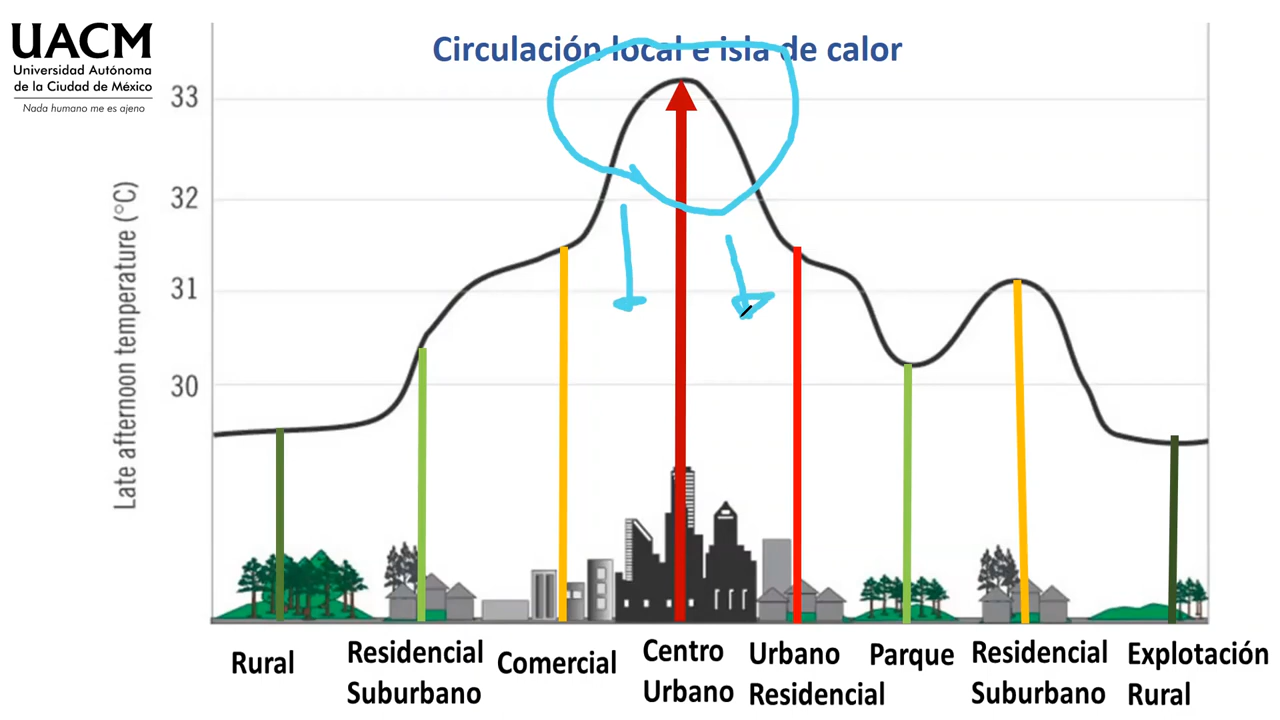 UACM
Universidad Autónoma
de la Ciudad de México
Nada humano me es ajeno
Circulación local e isla de calor
Late afternoon temperature (°C)
33
32
31
30
Rural
Residencial
Suburbano
Comercial
Centro
Urbano
Urbano
Residencial
Parque
Residencial
Suburbano
Explotación
Rural